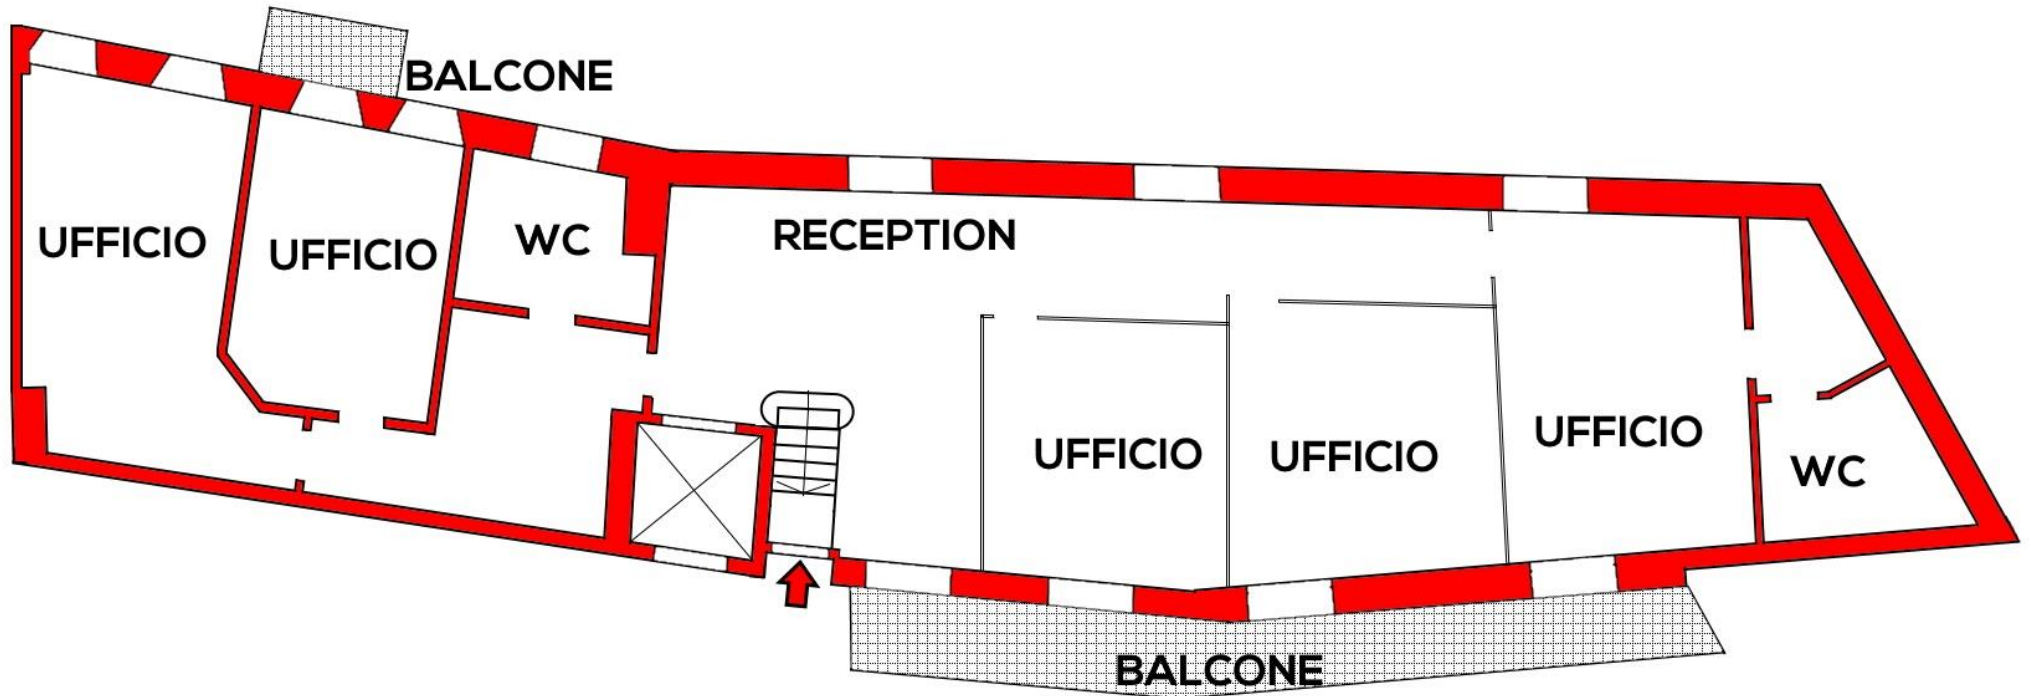 BALCONE
UFFICIO
UFFICIO
WC
RECEPTION
UFFICIO
UFFICIO
UFFICIO
WC
BALCONE